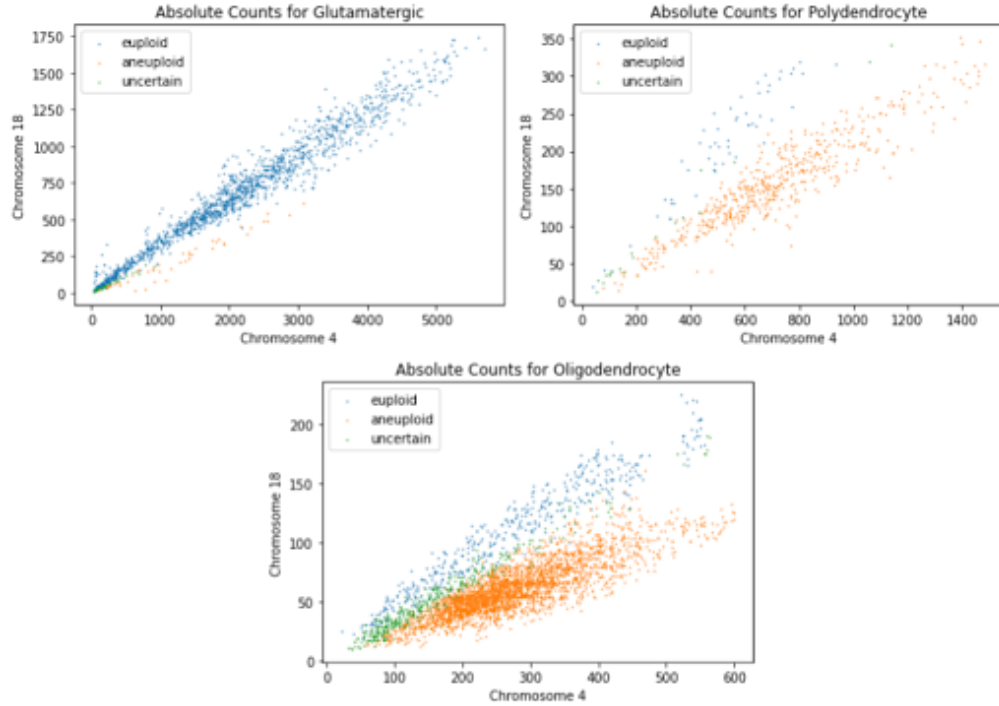 Absolute Counts for Glutamatergic
euploid
aneuploid
uncertain
Chromosome 18
1750
1500
1250
1000
750
500
250
0
0 1000 2000 3000 4000 5000
Chromosome 4
Absolute Counts for Polydendrocyte
euploid
aneuploid
uncertain
Chromosome 18
350
300
250
200
150
100
50
0
0 200 400 600 800 1000 1200 1400
Chromosome 4
Absolute Counts for Oligodendrocyte
euploid
aneuploid
uncertain
Chromosome 18
200
150
100
50
0
0 100 200 300 400 500 600
Chromosome 4